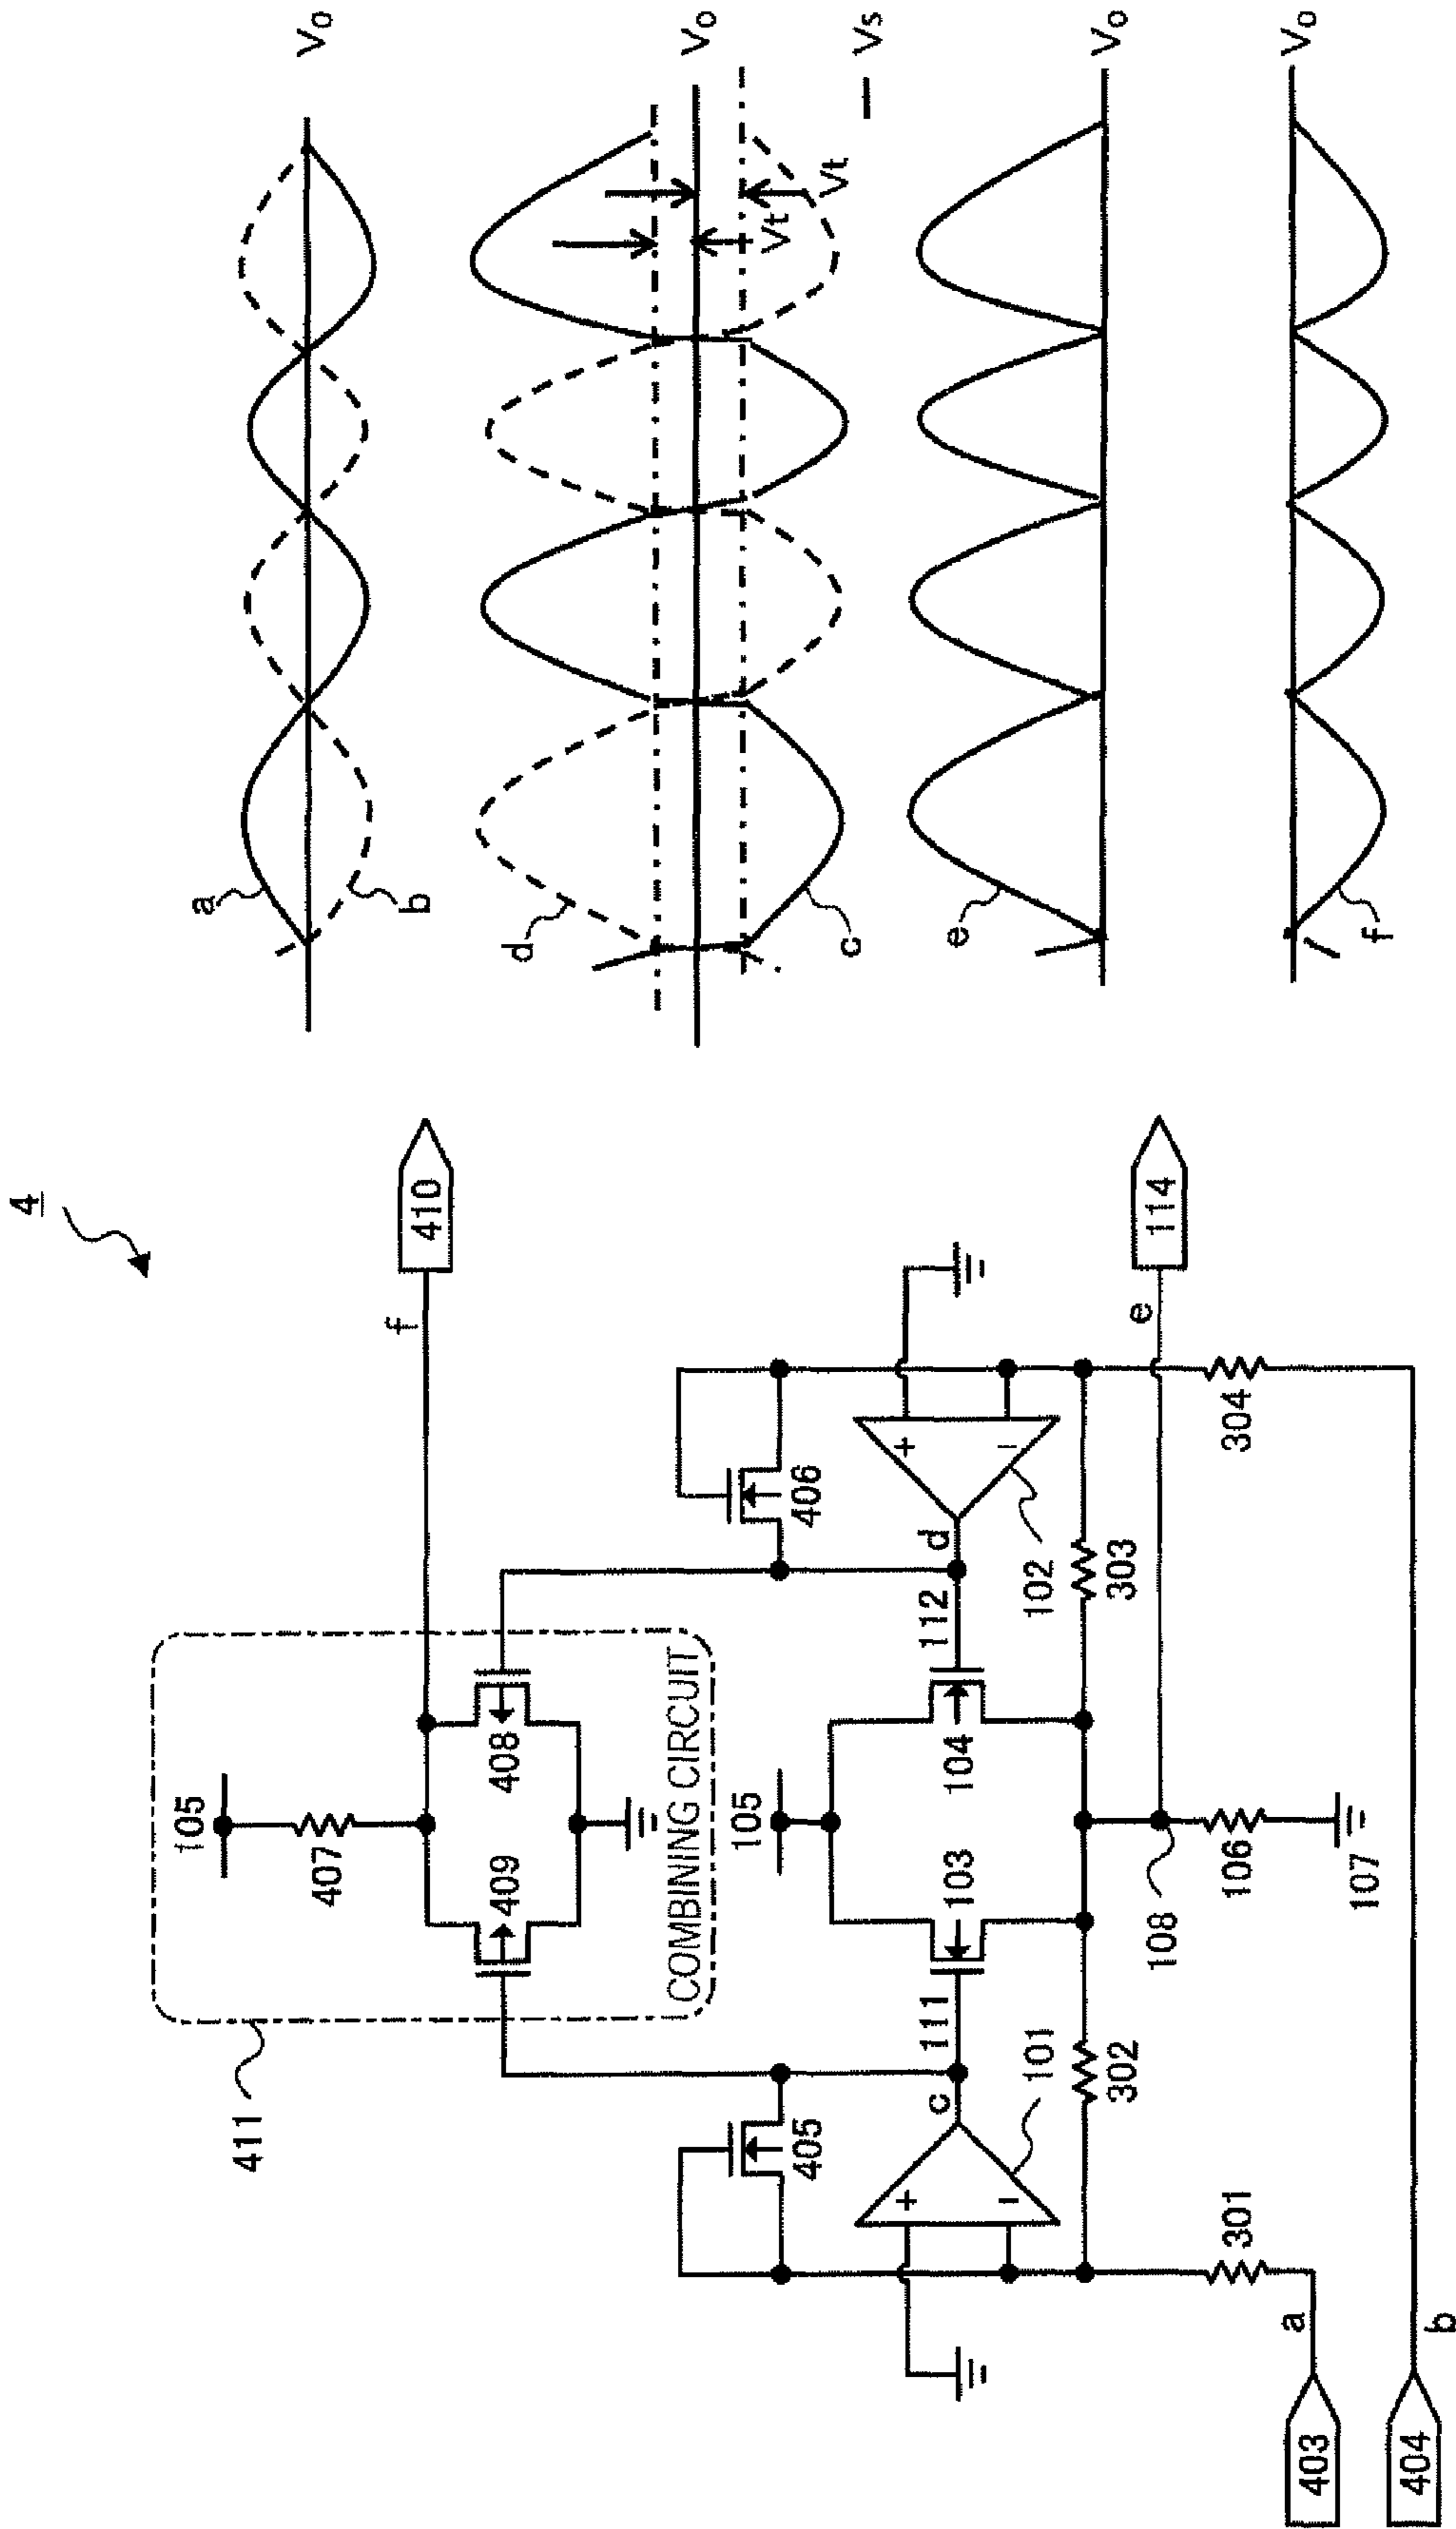 4
411
105
407
409
408
COMBINING CIRCUIT
f
410
405
406
105
c
111
103
104
112
d
+
−
101
+
−
102
302
303
108
e
114
301
106
107
304
403
a
404
b
a
b
Vo
d
c
Vt
Vt
Vo
Vs
e
Vo
f
Vo